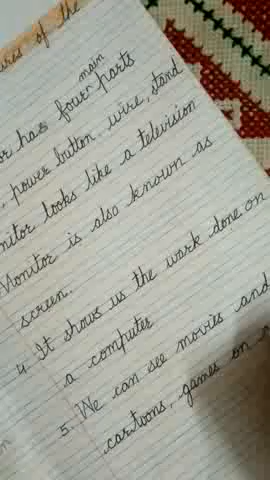 of the
has four main parts
, power button, wire, stand
looks like a television
Monitor is also known as
screen.
4. It shows us the work done on
a computer
5. We can see movies and
cartoons, games on